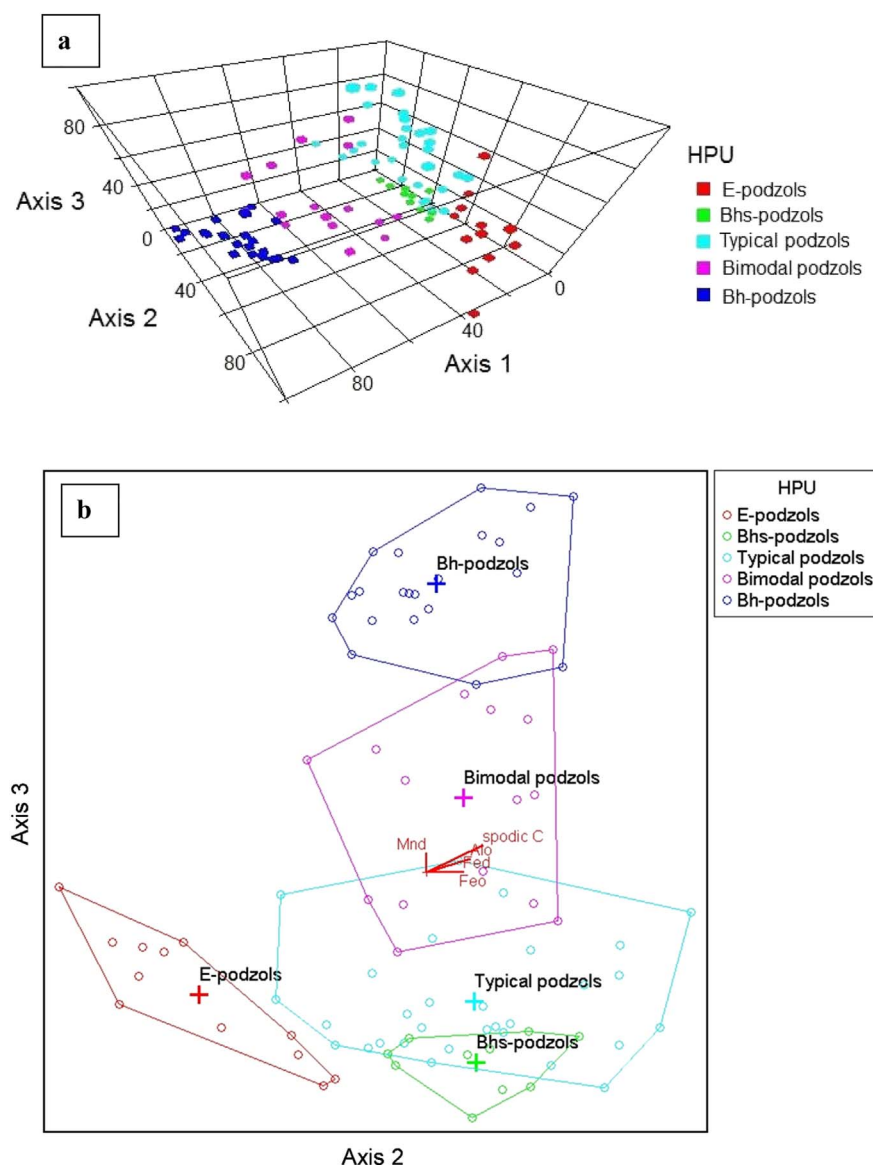 a
80
40
0
Axis 3
40
80
Axis 2
80
40
0
Axis 1
HPU
E-podzols
Bhs-podzols
Typical podzols
Bimodal podzols
Bh-podzols
b
Bh-podzols
Bimodal podzols
Mnd
spodic C
Alo
Fed
Feo
E-podzols
Typical podzols
Bhs-podzols
Axis 3
Axis 2
HPU
E-podzols
Bhs-podzols
Typical podzols
Bimodal podzols
Bh-podzols